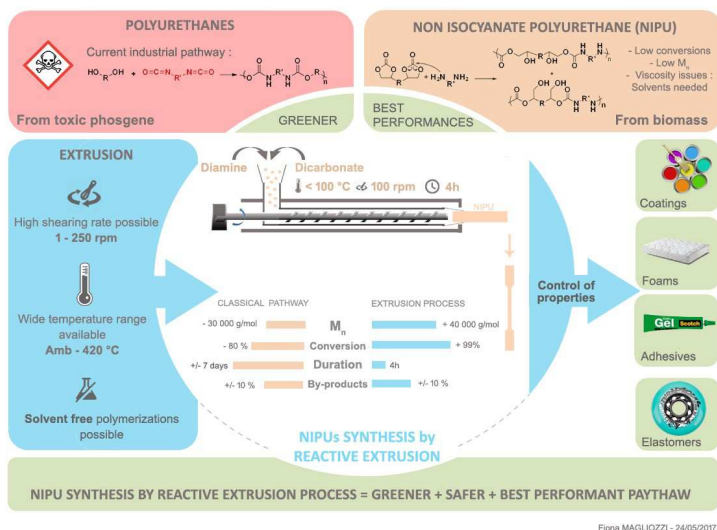 POLYURETHANES
Current industrial pathway :
From toxic phosgene
NON ISOCYANATE POLYURETHANE (NIPU)
- Low conversions
- Low Mn
- Viscosity issues :
Solvents needed
From biomass
GREENER
BEST
PERFORMANCES
EXTRUSION
High shearing rate possible
1 - 250 rpm
Wide temperature range
available
Amb - 420 °C
Solvent free polymerizations
possible
Diamine
Dicarbonate
< 100 °C
100 rpm
4h
NIPU
CLASSICAL PATHWAY
EXTRUSION PROCESS
- 30 000 g/mol
Mn
+ 40 000 g/mol
- 80 %
Conversion
+ 99%
+/- 7 days
Duration
4h
+/- 10 %
By-products
+/- 10 %
NIPUs SYNTHESIS by
REACTIVE EXTRUSION
Control of
properties
Coatings
Foams
Gel
Scotch
Adhesives
Elastomers
NIPU SYNTHESIS BY REACTIVE EXTRUSION PROCESS = GREENER + SAFER + BEST PERFORMANT PAYTHAW
Fiona MAGLIOZZI - 24/05/2017